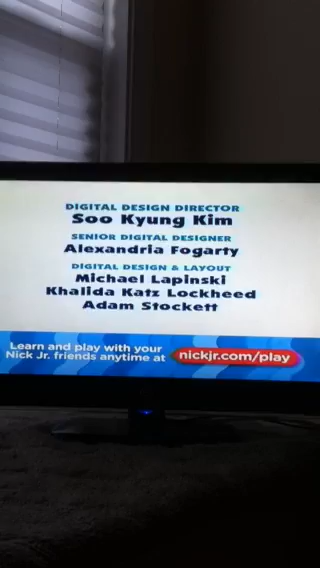 DIGITAL DESIGN DIRECTOR
Soo Kyung Kim
SENIOR DIGITAL DESIGNER
Alexandria Fogarty
DIGITAL DESIGN & LAYOUT
Michael Lapinski
Khalida Katz Lockheed
Adam Stockett
Learn and play with your
Nick Jr. friends anytime at
nickjr.com/play